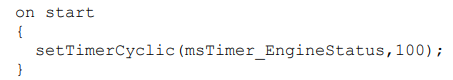 on start
{
  setTimerCyclic(msTimer_EngineStatus,100);
}